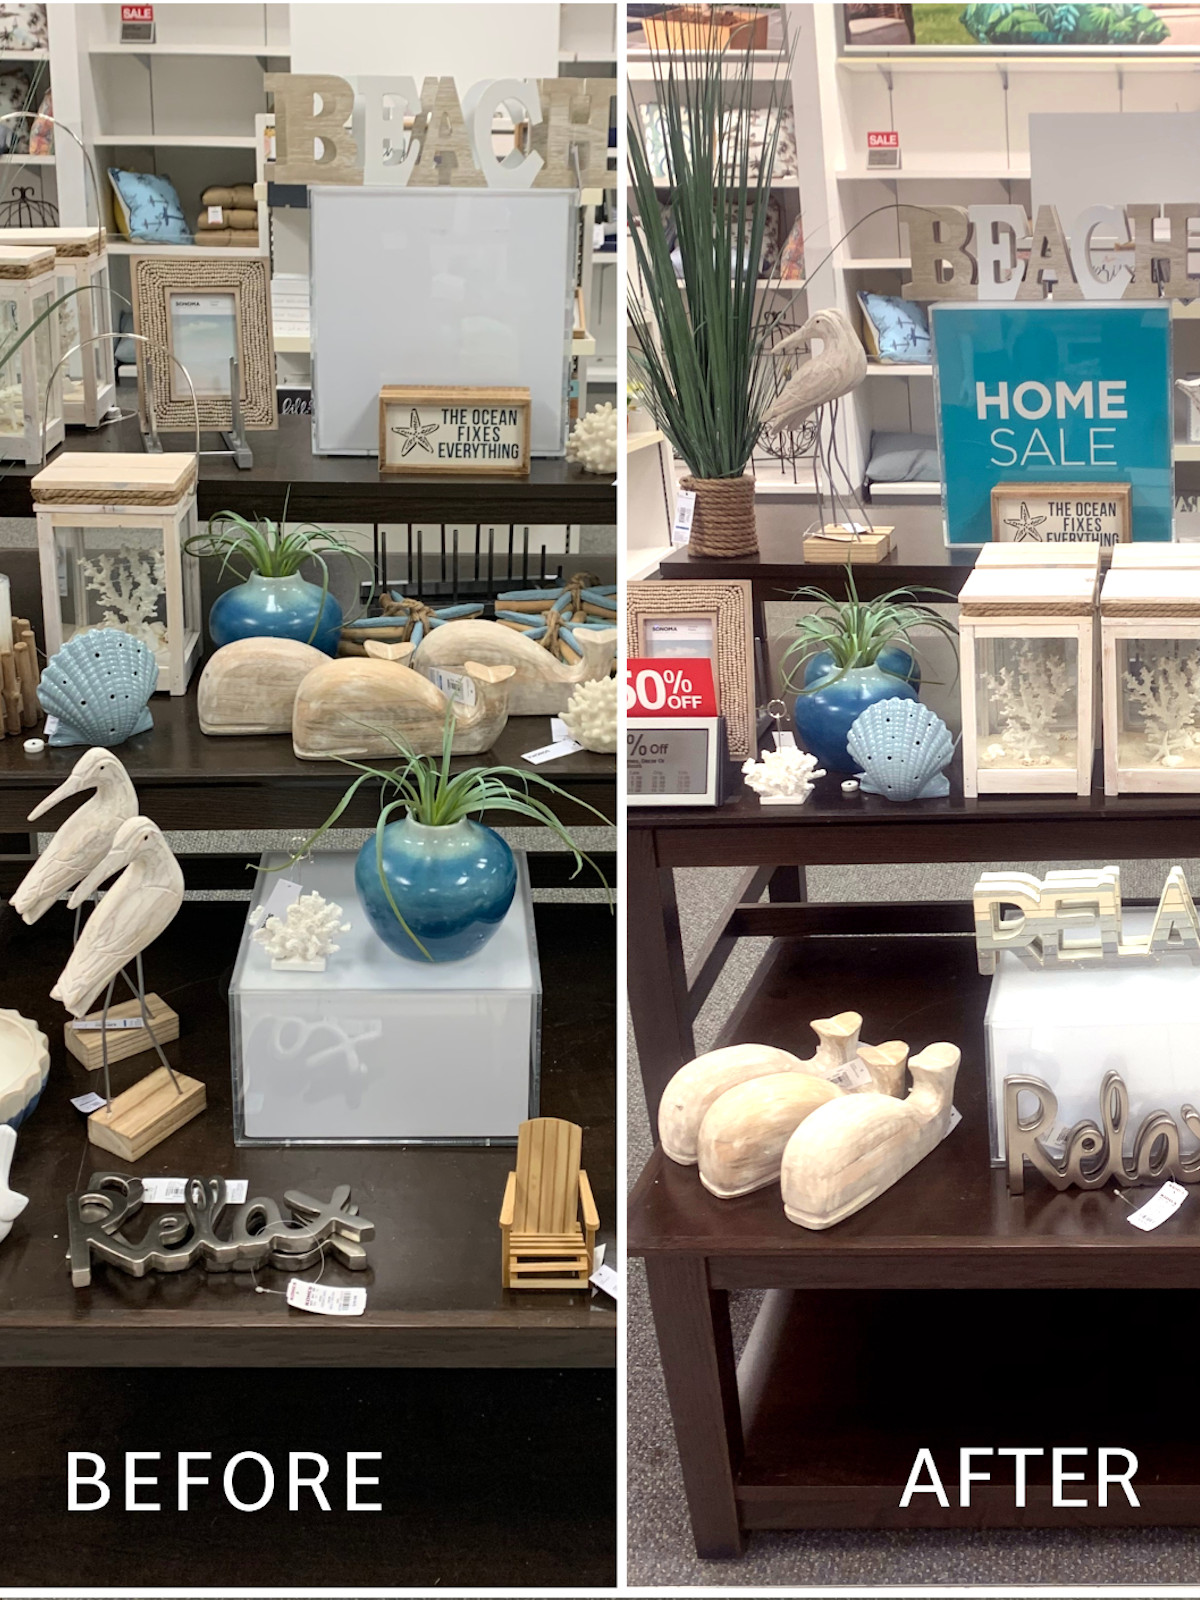 SALE
BEACH
SONOMA
THE OCEAN
FIXES
EVERYTHING
Relax
BEFORE
SALE
BEACH
HOME
SALE
THE OCEAN
FIXES
EVERYTHING
SONOMA
50%
OFF
% Off
RELA
Relax
AFTER